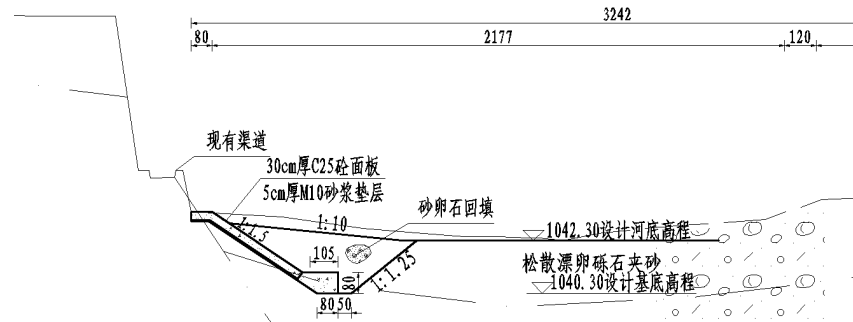 3242
80
2177
120
现有渠道
30cm厚C25砼面板
5cm厚M10砂浆垫层
砂卵石回填
1:1.5
1:10
1042.30设计河底高程
105
1:1.25
松散漂卵砾石夹砂
80
1040.30设计基底高程
80
50